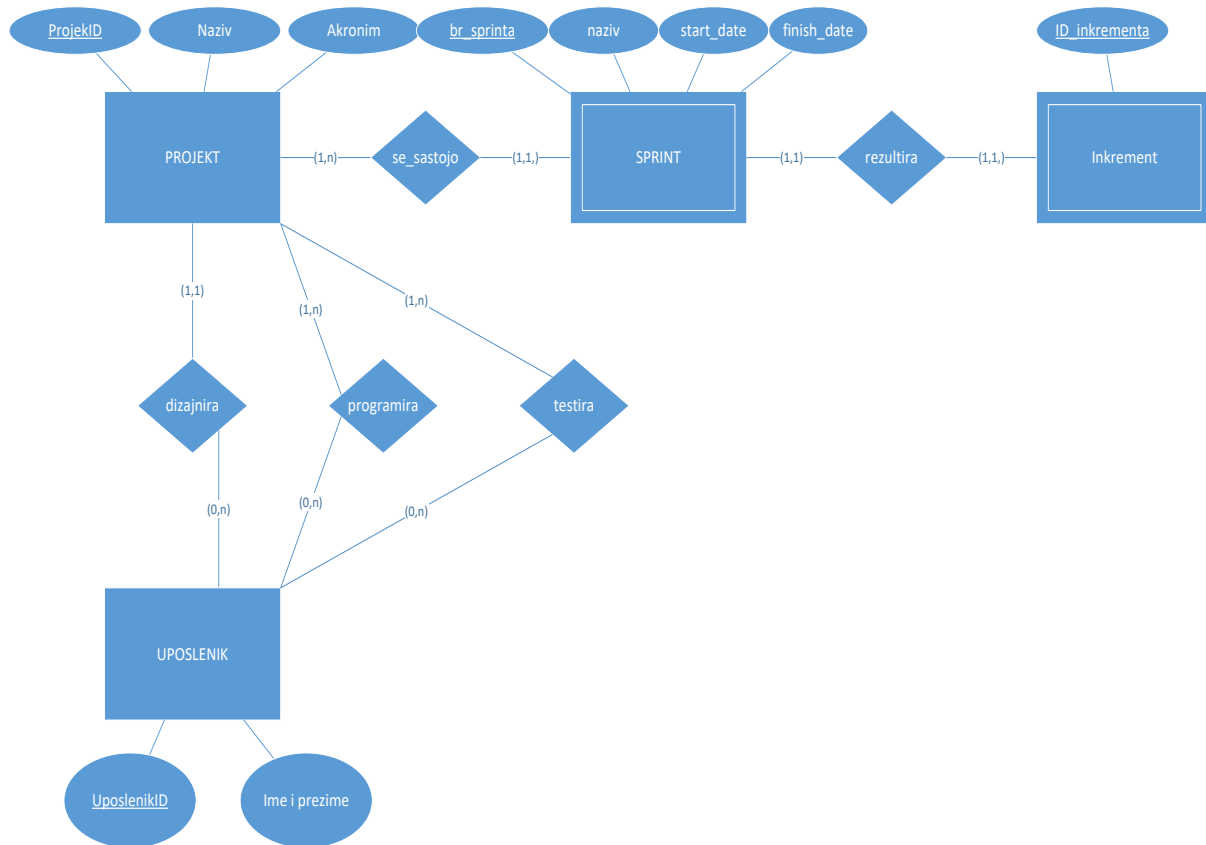 ProjekID
Naziv
Akronim
br_sprinta
naziv
start_date
finish_date
ID_inkrementa
PROJEKT
(1,n)
se_sastojo
(1,1,)
SPRINT
(1,1)
rezultira
(1,1,)
Inkrement
(1,1)
(1,n)
(1,n)
dizajnira
programira
testira
(0,n)
(0,n)
(0,n)
UPOSLENIK
UposlenikID
Ime i prezime